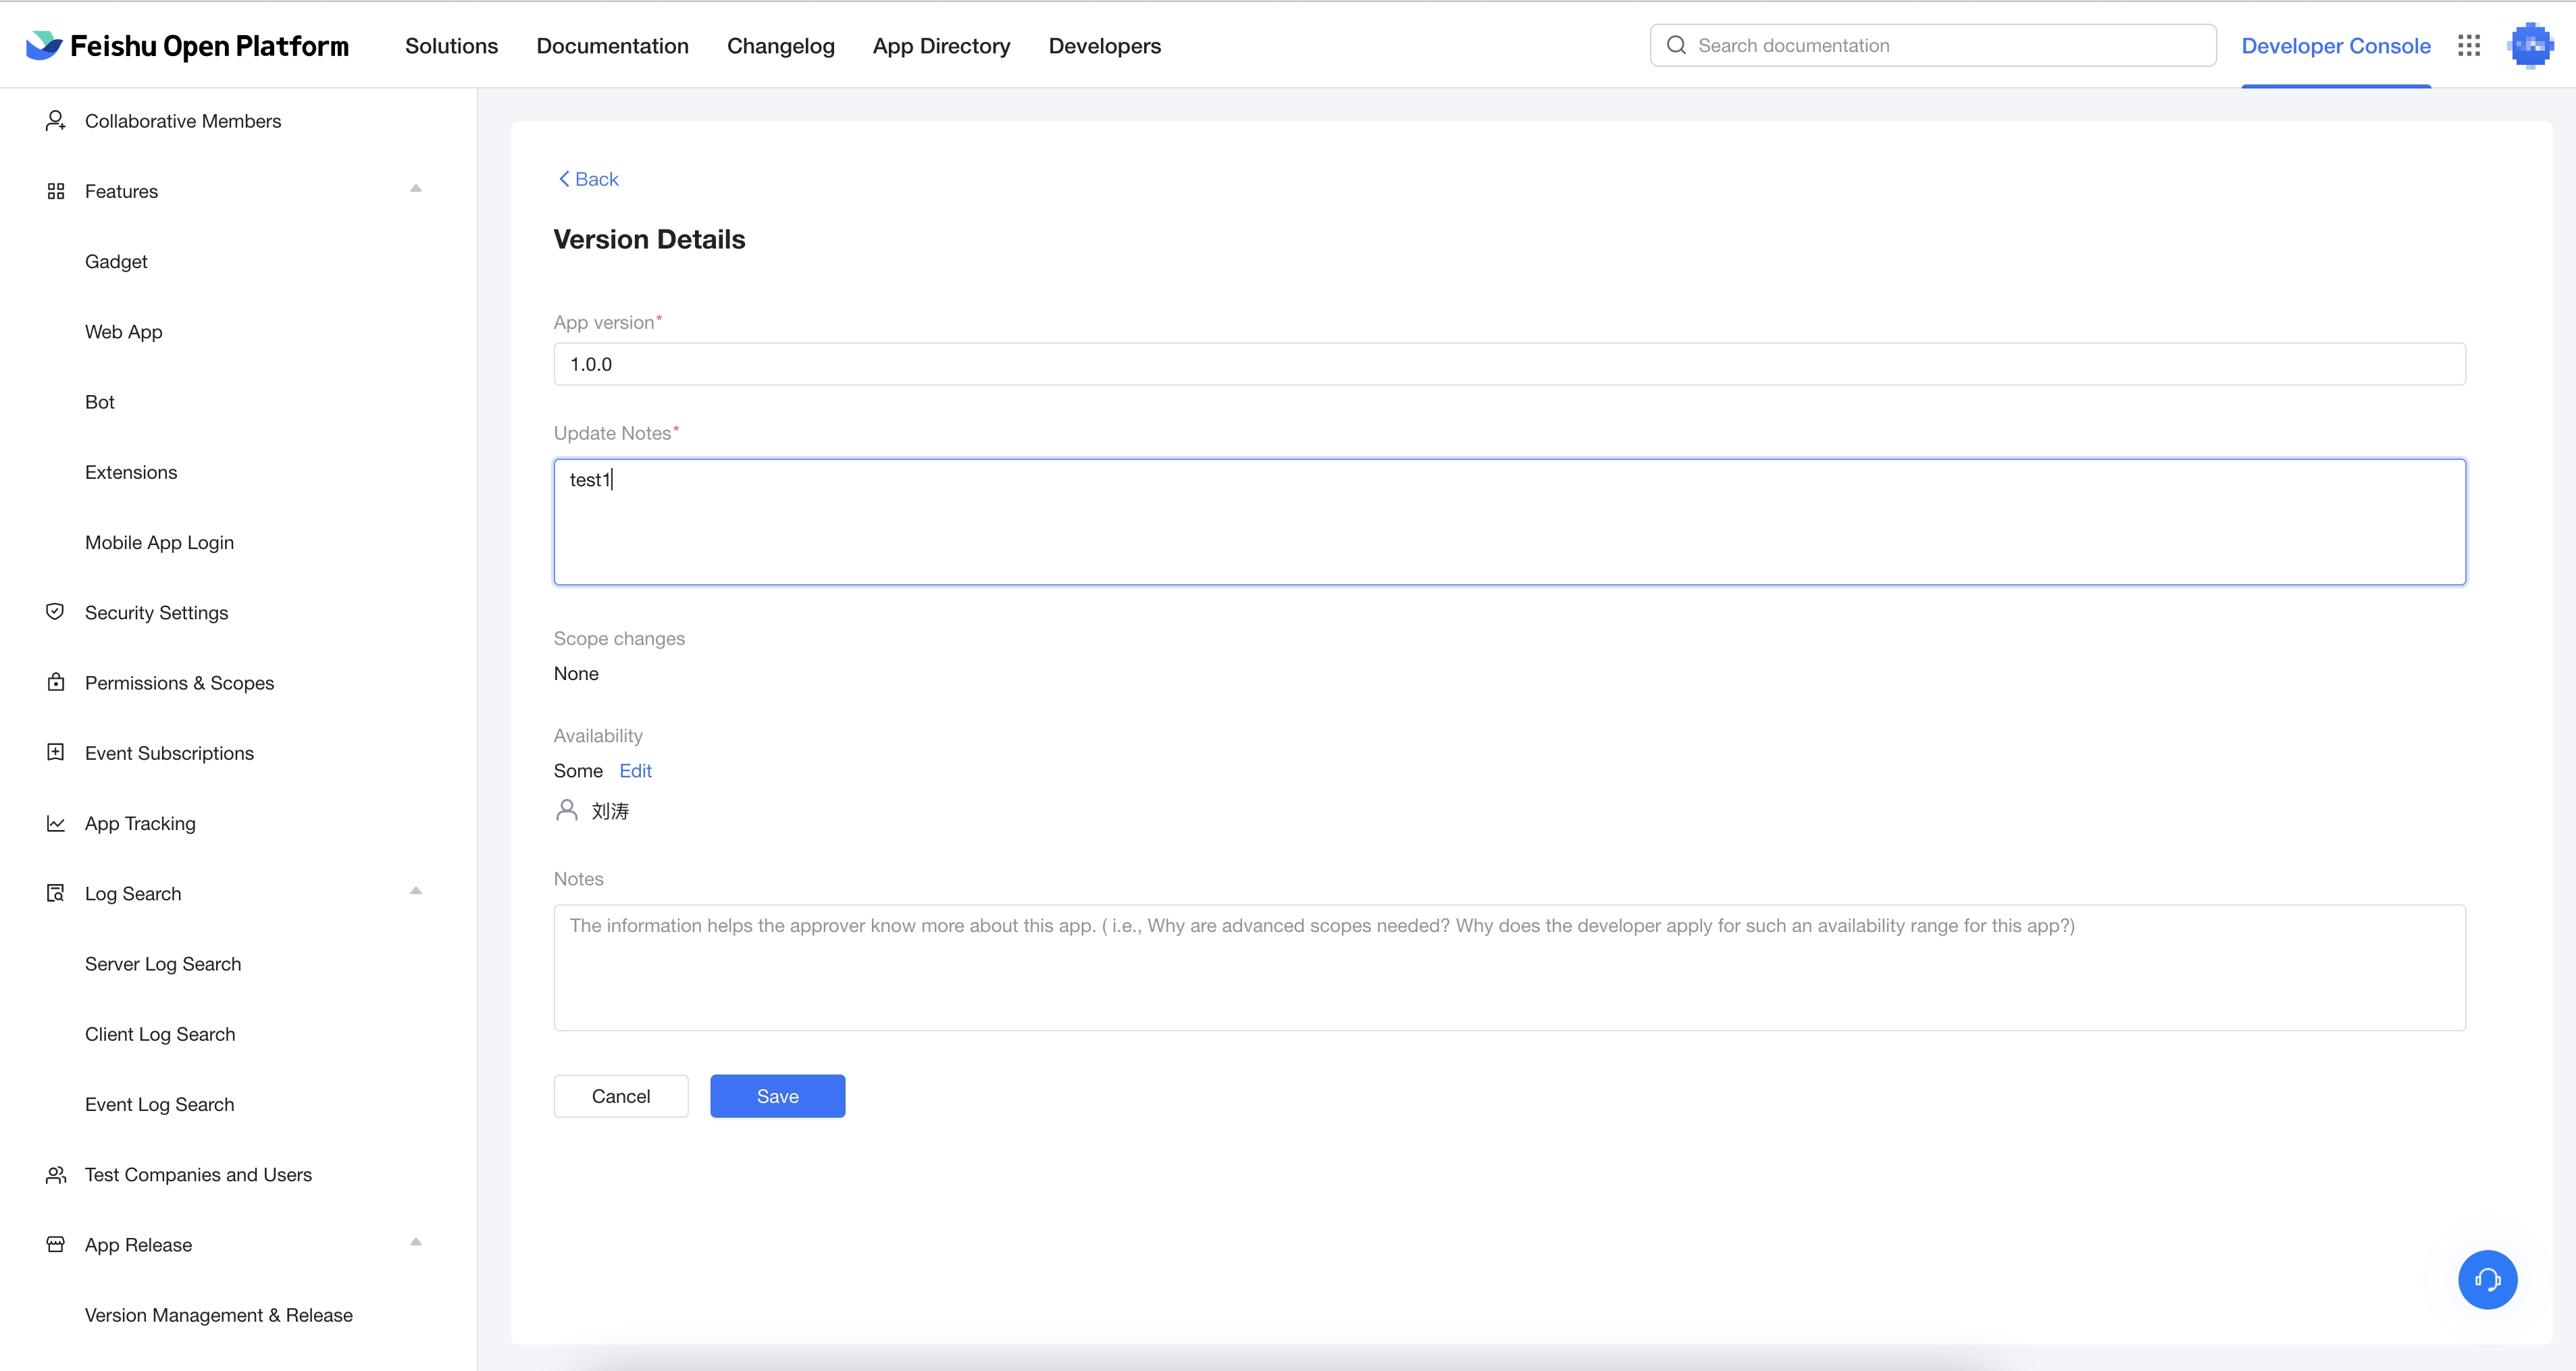 Feishu Open Platform
Solutions
Documentation
Changelog
App Directory
Developers
Search documentation
Developer Console
Collaborative Members
Features
Gadget
Web App
Bot
Extensions
Mobile App Login
Security Settings
Permissions & Scopes
Event Subscriptions
App Tracking
Log Search
Server Log Search
Client Log Search
Event Log Search
Test Companies and Users
App Release
Version Management & Release
Back
Version Details
App version*
1.0.0
Update Notes*
test1
Scope changes
None
Availability
Some Edit
刘涛
Notes
The information helps the approver know more about this app. ( i.e., Why are advanced scopes needed? Why does the developer apply for such an availability range for this app?)
Cancel
Save